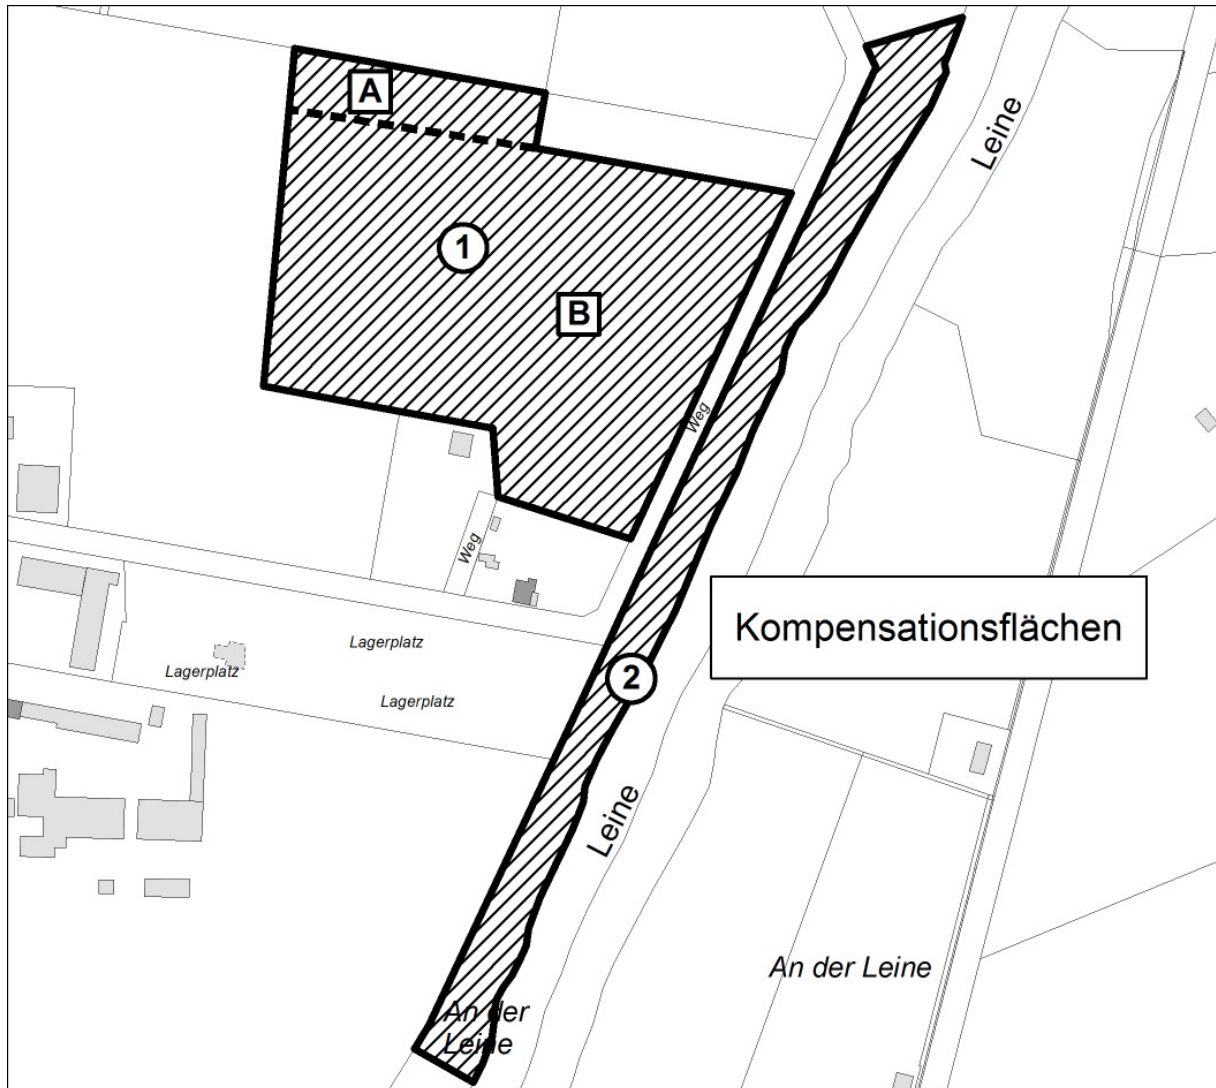 A
Leine
1
B
Weg
Weg
Kompensationsflächen
Lagerplatz
Lagerplatz
2
Lagerplatz
Leine
An der Leine
An der
Leine